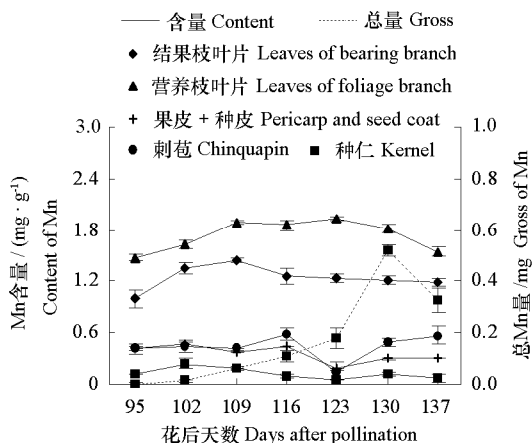 含量 Content 总量 Gross
结果枝叶片 Leaves of bearing branch
营养枝叶片 Leaves of foliage branch
果皮 + 种皮 Pericarp and seed coat
刺苞 Chinquapin 种仁 Kernel
Mn含量 / (mg · g⁻¹)
Content of Mn
3.0
2.4
1.8
1.2
0.6
0
1.0
0.8
0.6
0.4
0.2
0.0
总Mn量 /mg Gross of Mn
95 102 109 116 123 130 137
花后天数 Days after pollination